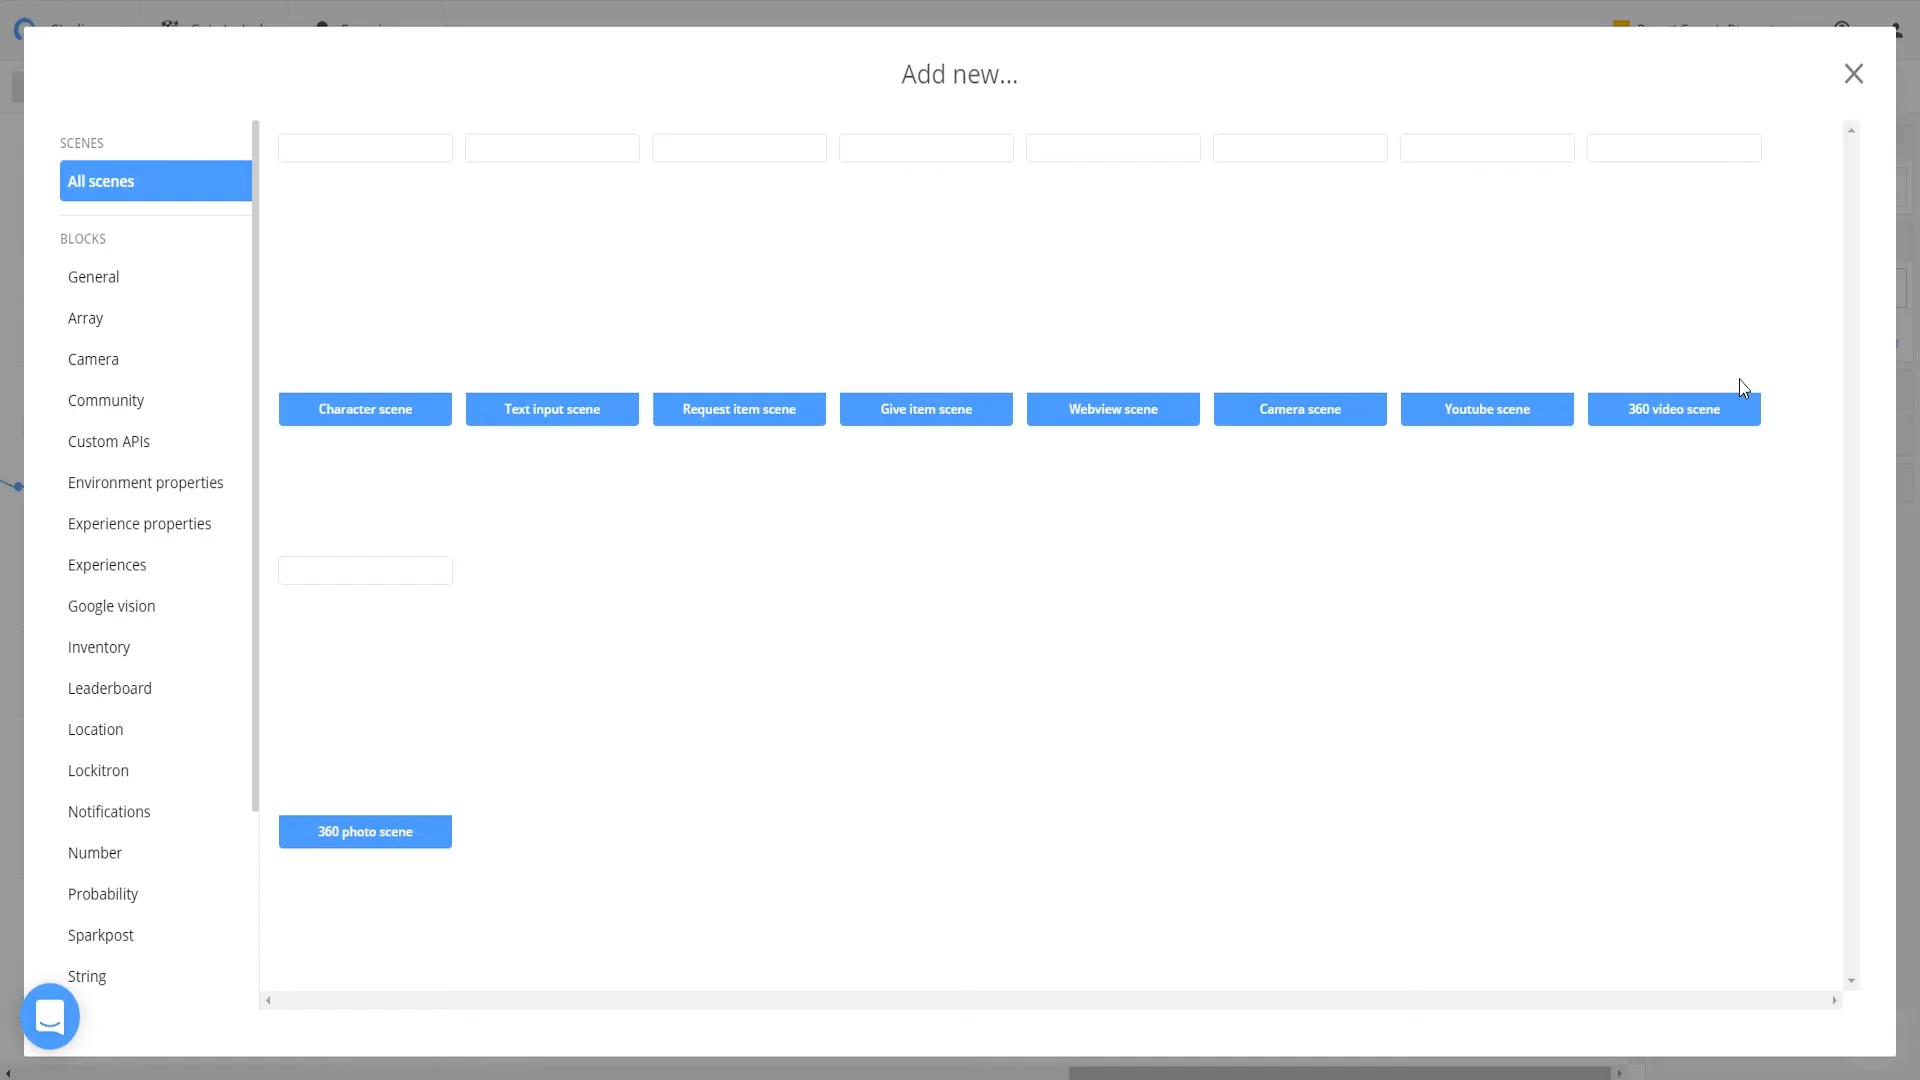 Add new...
SCENES
All scenes
BLOCKS
General
Array
Camera
Community
Custom APIs
Environment properties
Experience properties
Experiences
Google vision
Inventory
Leaderboard
Location
Lockitron
Notifications
Number
Probability
Sparkpost
String
Character scene
Text input scene
Request item scene
Give item scene
Webview scene
Camera scene
Youtube scene
360 video scene
360 photo scene